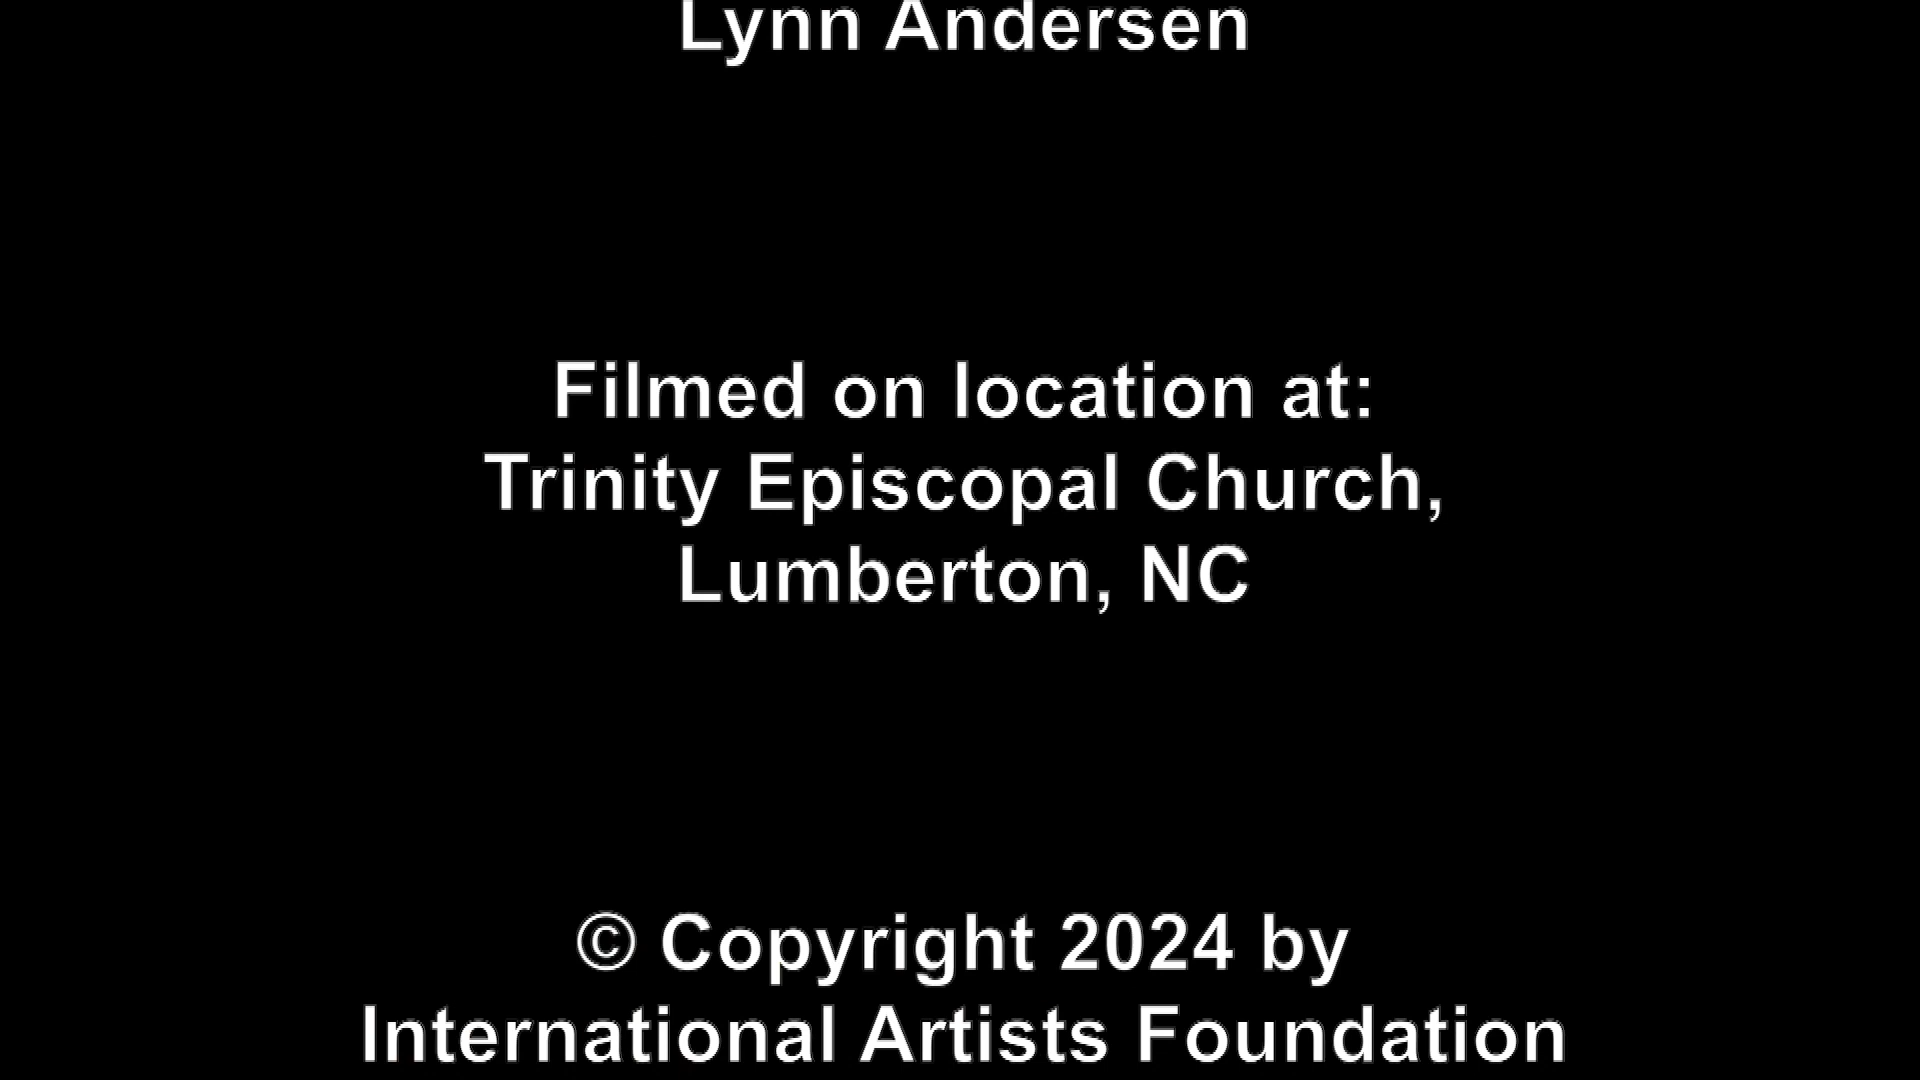 Lynn Andersen
Filmed on location at:
Trinity Episcopal Church,
Lumberton, NC
© Copyright 2024 by
International Artists Foundation